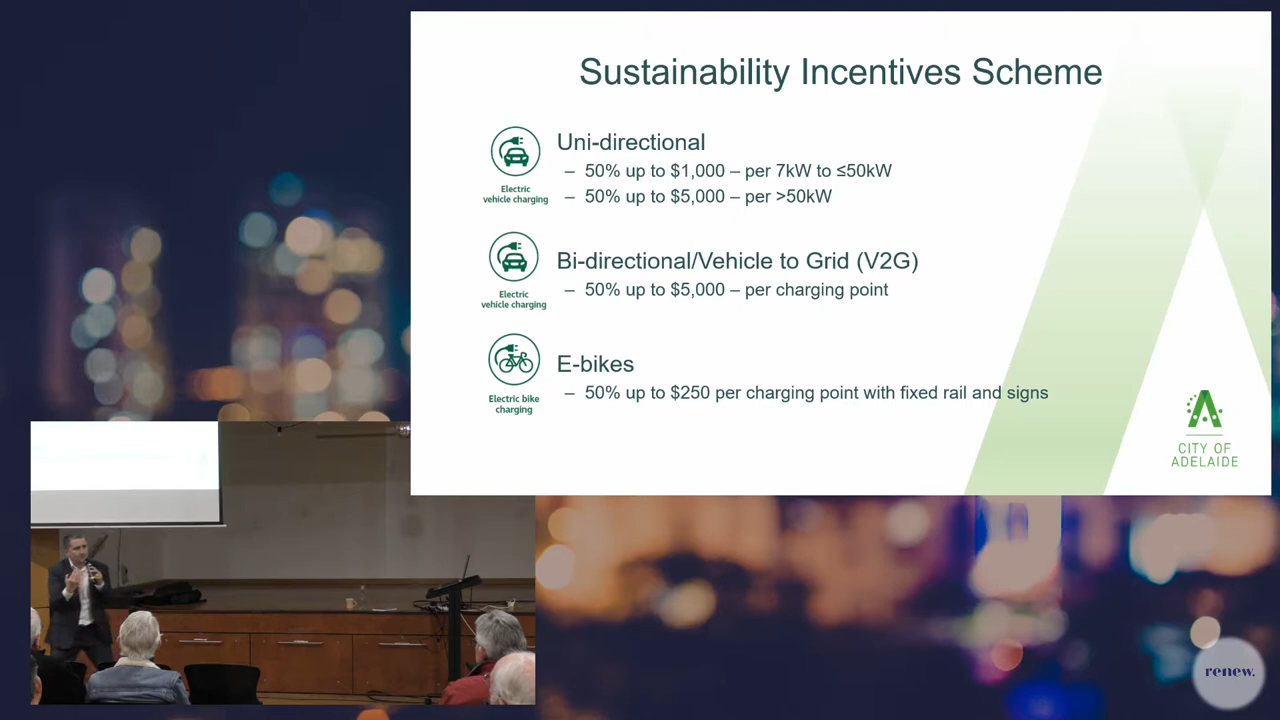 Sustainability Incentives Scheme
Electric
vehicle charging
Uni-directional
– 50% up to $1,000 – per 7kW to ≤50kW
– 50% up to $5,000 – per >50kW
Electric
vehicle charging
Bi-directional/Vehicle to Grid (V2G)
– 50% up to $5,000 – per charging point
Electric bike
charging
E-bikes
– 50% up to $250 per charging point with fixed rail and signs
CITY OF
ADELAIDE
renew.